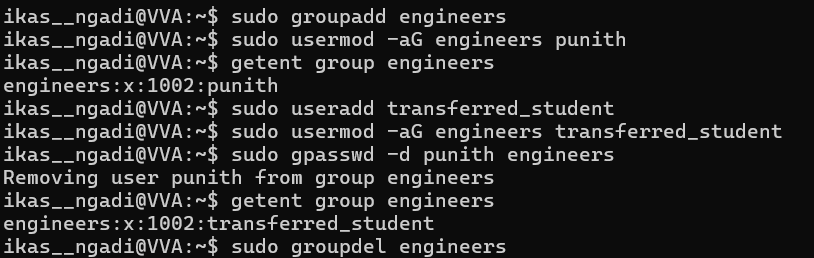 ikas__ngadi@VVA:~$ sudo groupadd engineers
ikas__ngadi@VVA:~$ sudo usermod -aG engineers punith
ikas__ngadi@VVA:~$ getent group engineers
engineers:x:1002:punith
ikas__ngadi@VVA:~$ sudo useradd transferred_student
ikas__ngadi@VVA:~$ sudo usermod -aG engineers transferred_student
ikas__ngadi@VVA:~$ sudo gpasswd -d punith engineers
Removing user punith from group engineers
ikas__ngadi@VVA:~$ getent group engineers
engineers:x:1002:transferred_student
ikas__ngadi@VVA:~$ sudo groupdel engineers